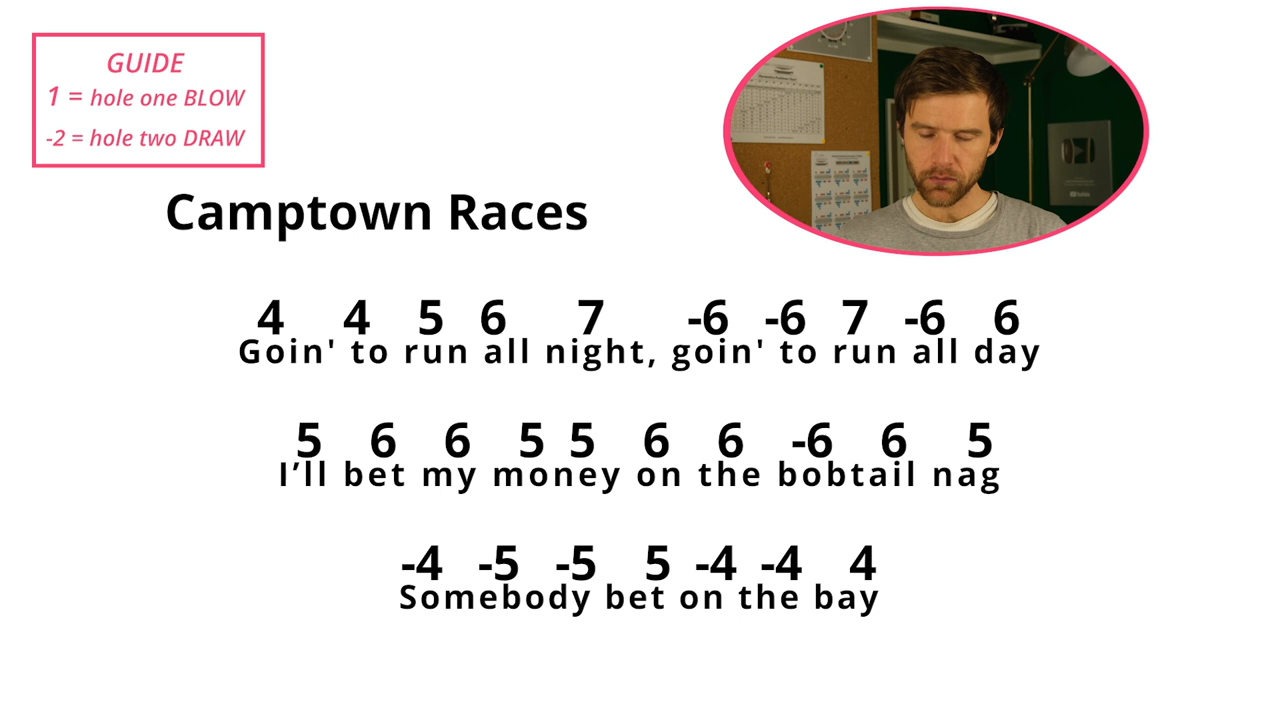 GUIDE
1 = hole one BLOW
-2 = hole two DRAW
Camptown Races
4 4 5 6 7 -6 -6 7 -6 6
Goin' to run all night, goin' to run all day
5 6 6 5 5 6 6 -6 6 5
I’ll bet my money on the bobtail nag
-4 -5 -5 5 -4 -4 4
Somebody bet on the bay